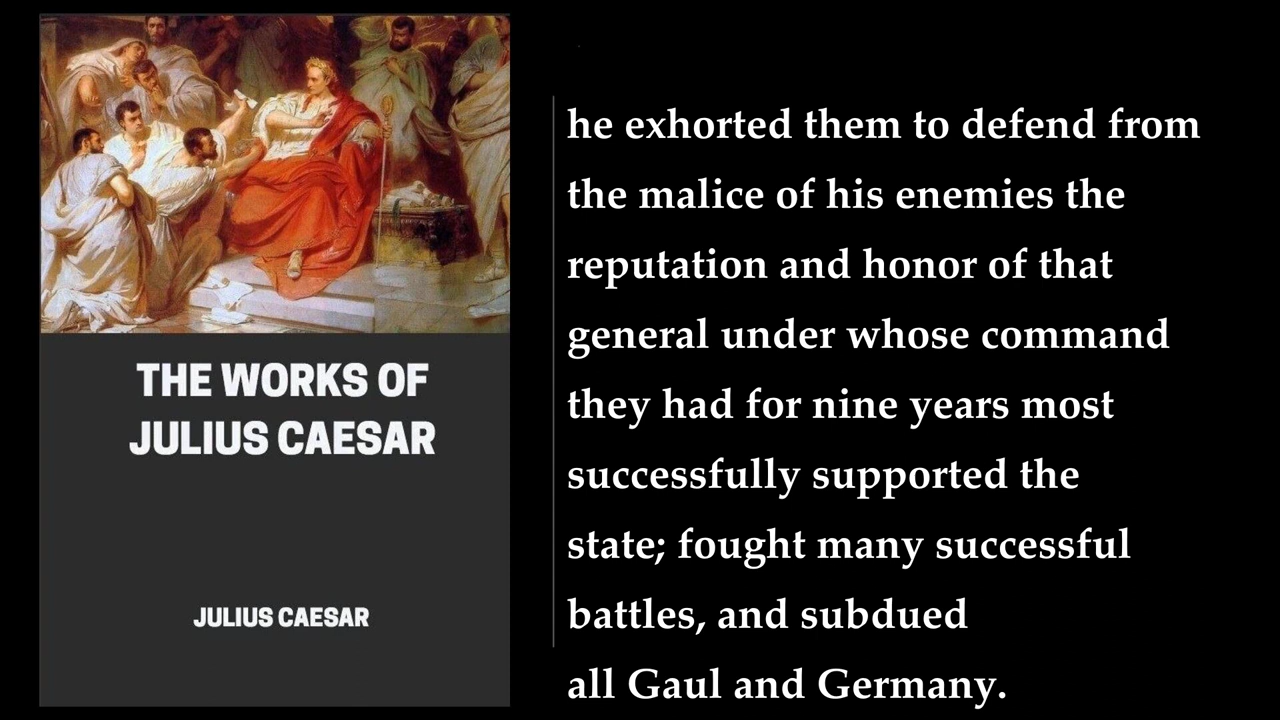 THE WORKS OF
JULIUS CAESAR
JULIUS CAESAR
he exhorted them to defend from
the malice of his enemies the
reputation and honor of that
general under whose command
they had for nine years most
successfully supported the
state; fought many successful
battles, and subdued
all Gaul and Germany.